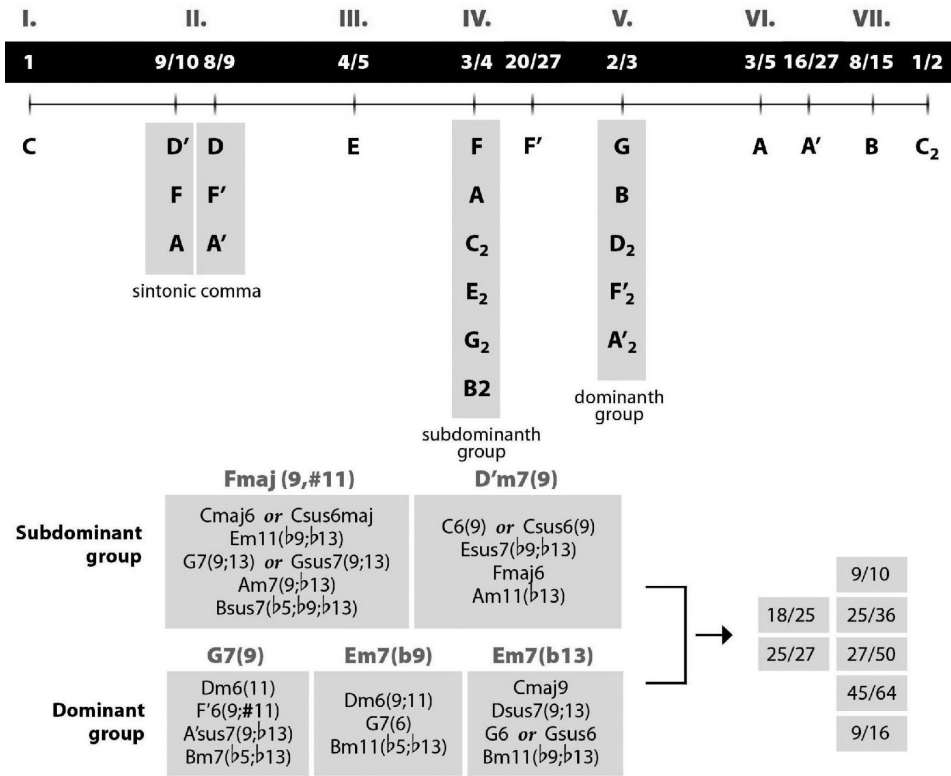 I. II. III. IV. V. VI. VII.
1 9/10 8/9 4/5 3/4 20/27 2/3 3/5 16/27 8/15 1/2
C D′ D E F F′ G A A′ B C₂
F F′ A B
A A′ C₂ D₂
sintonic comma E₂ F′₂
G₂ A′₂
B2 dominanth
group
subdominanth
group
Fmaj (9,#11) D’m7(9)
Subdominant
group
Cmaj6 or Csus6maj
Em11(♭9;♭13)
G7(9;13) or Gsus7(9;13)
Am7(9;♭13)
Bsus7(♭5;♭9;♭13)
C6(9) or Csus6(9)
Esus7(♭9;♭13)
Fmaj6
Am11(♭13)
G7(9) Em7(b9) Em7(b13)
Dominant
group
Dm6(11)
F’6(9;#11)
A’sus7(9;♭13)
Bm7(♭5;♭13)
Dm6(9;11)
G7(6)
Bm11(♭5;♭13)
Cmaj9
Dsus7(9;13)
G6 or Gsus6
Bm11(♭9;♭13)
9/10
18/25 25/36
25/27 27/50
45/64
9/16